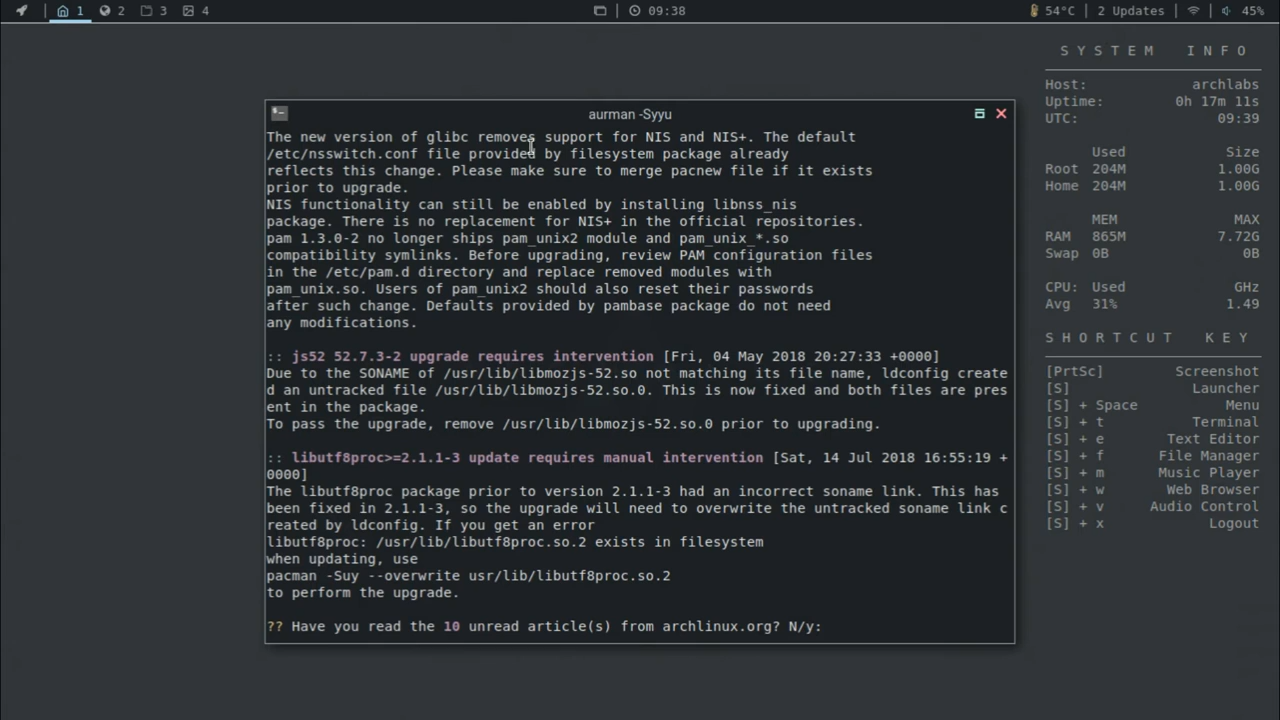 1 2 3 4 09:38 54°C | 2 Updates 45%
aurman -Syyu
The new version of glibc removes support for NIS and NIS+. The default
/etc/nsswitch.conf file provided by filesystem package already
reflects this change. Please make sure to merge pacnew file if it exists
prior to upgrade.
NIS functionality can still be enabled by installing libnss_nis
package. There is no replacement for NIS+ in the official repositories.
pam 1.3.0-2 no longer ships pam_unix2 module and pam_unix_*.so
compatibility symlinks. Before upgrading, review PAM configuration files
in the /etc/pam.d directory and replace removed modules with
pam_unix.so. Users of pam_unix2 should also reset their passwords
after such change. Defaults provided by pambase package do not need
any modifications.
:: js52 52.7.3-2 upgrade requires intervention [Fri, 04 May 2018 20:27:33 +0000]
Due to the SONAME of /usr/lib/libmozjs-52.so not matching its file name, ldconfig create
d an untracked file /usr/lib/libmozjs-52.so.0. This is now fixed and both files are pres
ent in the package.
To pass the upgrade, remove /usr/lib/libmozjs-52.so.0 prior to upgrading.
:: libutf8proc>=2.1.1-3 update requires manual intervention [Sat, 14 Jul 2018 16:55:19 +
0000]
The libutf8proc package prior to version 2.1.1-3 had an incorrect soname link. This has
been fixed in 2.1.1-3, so the upgrade will need to overwrite the untracked soname link c
reated by ldconfig. If you get an error
libutf8proc: /usr/lib/libutf8proc.so.2 exists in filesystem
when updating, use
pacman -Suy --overwrite usr/lib/libutf8proc.so.2
to perform the upgrade.
?? Have you read the 10 unread article(s) from archlinux.org? N/y:
SYSTEM INFO
Host: archlabs
Uptime: 0h 17m 11s
UTC: 09:39
Used Size
Root 204M 1.00G
Home 204M 1.00G
MEM MAX
RAM 865M 7.72G
Swap 0B 0B
CPU: Used GHz
Avg 31% 1.49
SHORTCUT KEY
[PrtSc] Screenshot
[S] Launcher
[S] + Space Menu
[S] + t Terminal
[S] + e Text Editor
[S] + f File Manager
[S] + m Music Player
[S] + w Web Browser
[S] + v Audio Control
[S] + x Logout